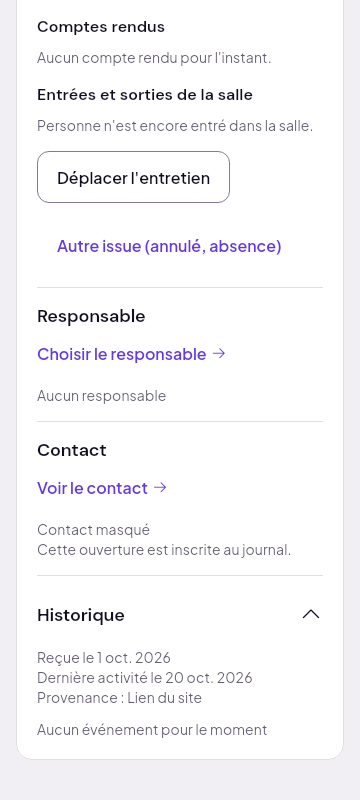 Comptes rendus
Aucun compte rendu pour l'instant.
Entrées et sorties de la salle
Personne n'est encore entré dans la salle.
Déplacer l'entretien
Autre issue (annulé, absence)
Responsable
Choisir le responsable →
Aucun responsable
Contact
Voir le contact →
Contact masqué
Cette ouverture est inscrite au journal.
Historique
Reçue le 1 oct. 2026
Dernière activité le 20 oct. 2026
Provenance : Lien du site
Aucun événement pour le moment